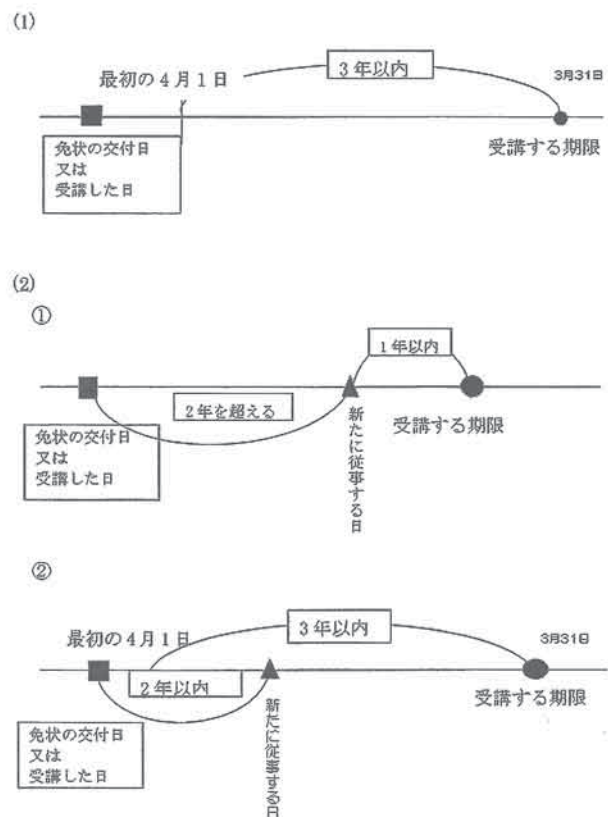 (1)
3年以内
最初の4月1日
3月31日
免状の交付日
又は
受講した日
受講する期限
(2)
①
1年以内
2年を超える
新たに従事する日
受講する期限
免状の交付日
又は
受講した日
②
3年以内
最初の4月1日
3月31日
2年以内
新たに従事する日
受講する期限
免状の交付日
又は
受講した日